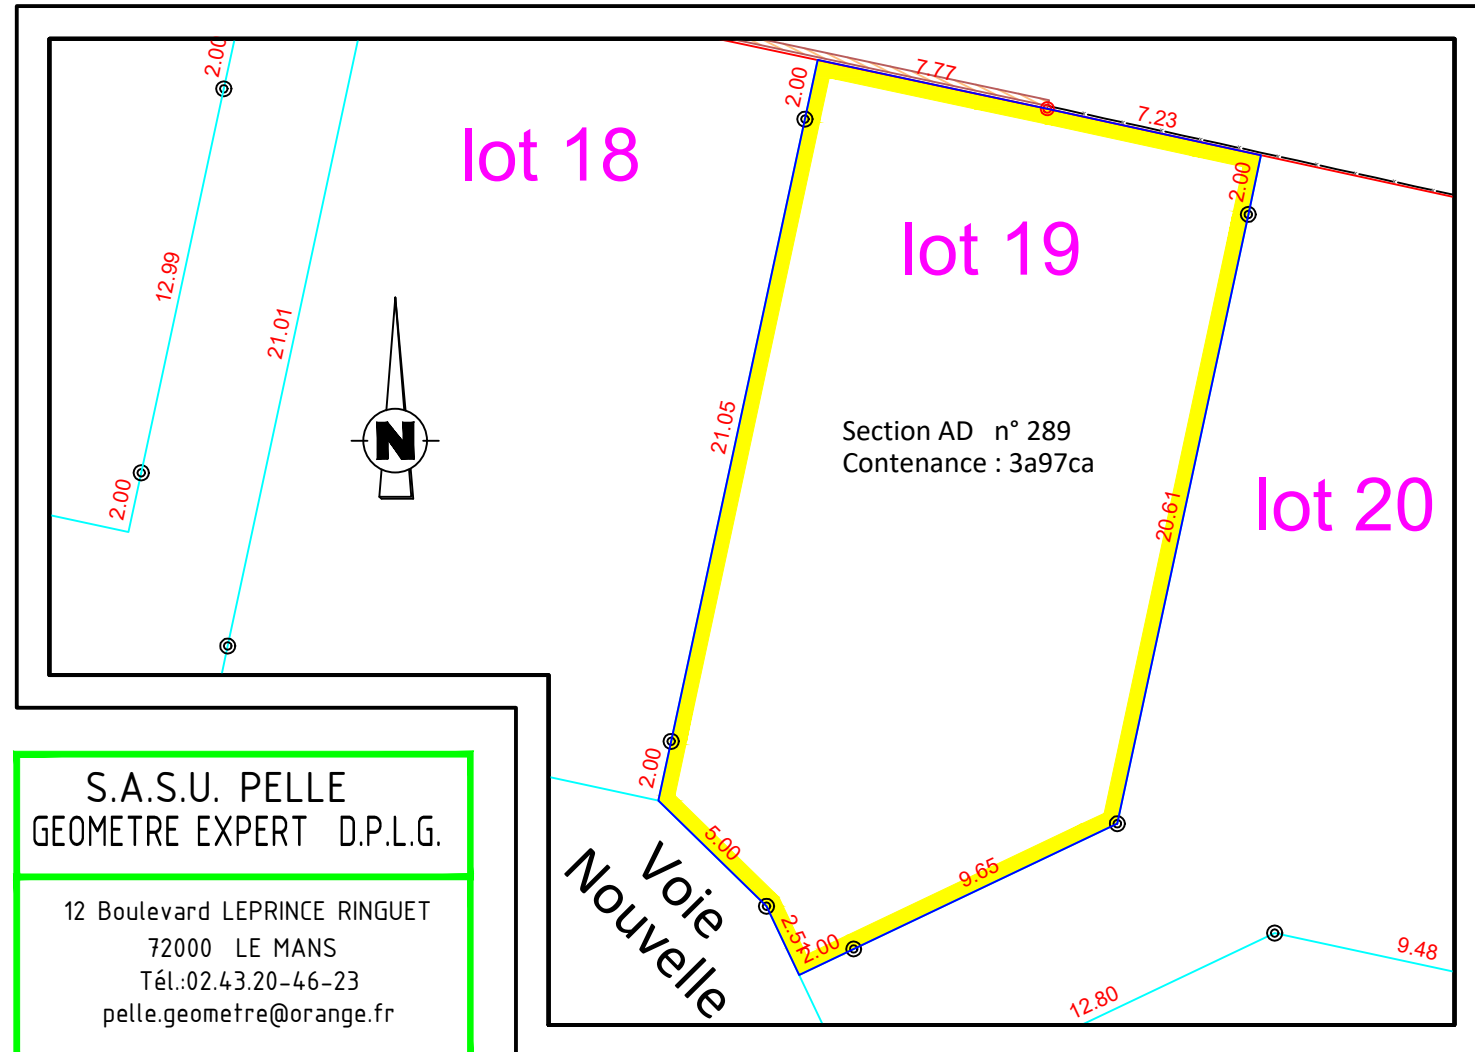 2.00
7.77
2.00
7.23
lot 18
2.00
lot 19
12.99
21.01
N
21.05
Section AD n° 289
Contenance : 3a97ca
lot 20
2.00
20.61
2.00
5.00
9.65
2.51
2.00
Voie
Nouvelle
9.48
12.80
S.A.S.U. PELLE
GEOMETRE EXPERT D.P.L.G.
12 Boulevard LEPRINCE RINGUET
72000 LE MANS
Tél.:02.43.20-46-23
pelle.geometre@orange.fr